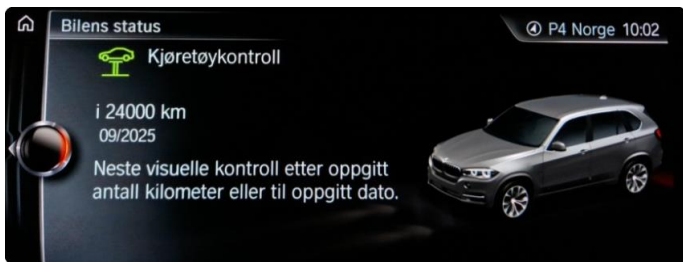 Bilens status
P4 Norge 10:02
Kjøretøykontroll
i 24000 km
09/2025
Neste visuelle kontroll etter oppgitt
antall kilometer eller til oppgitt dato.